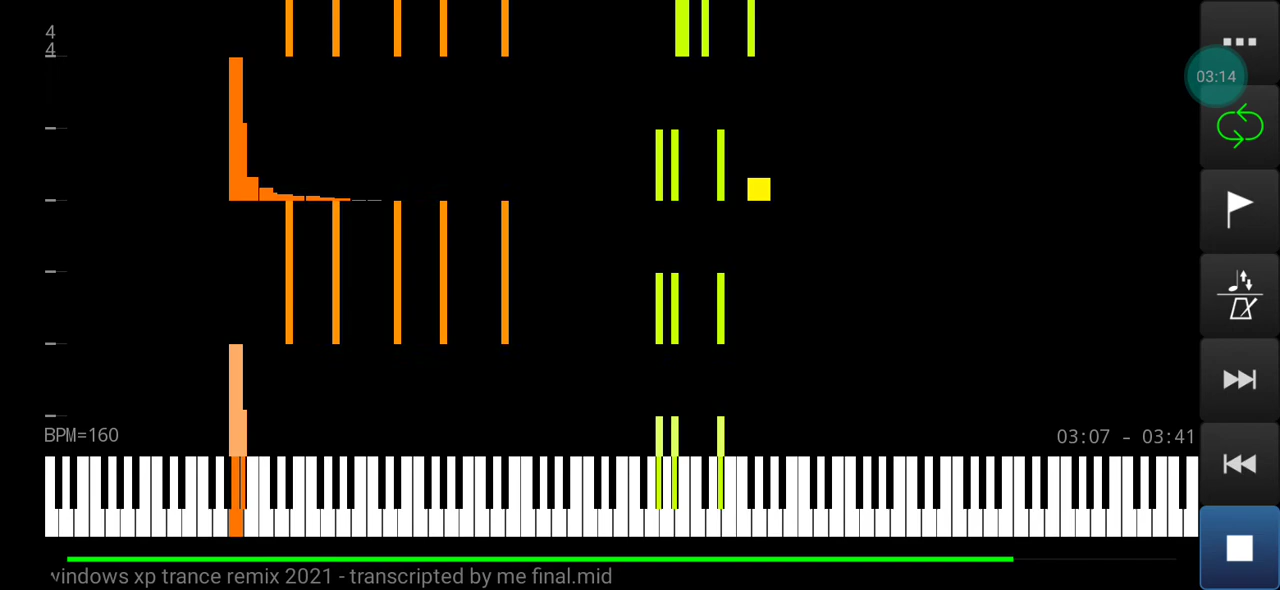 4
4
03:14
BPM=160
03:07 - 03:41
windows xp trance remix 2021 - transcripted by me final.mid